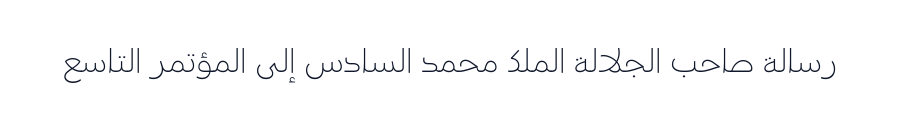 رسالة صاحب الجلالة الملك محمد السادس إلى المؤتمر التاسع